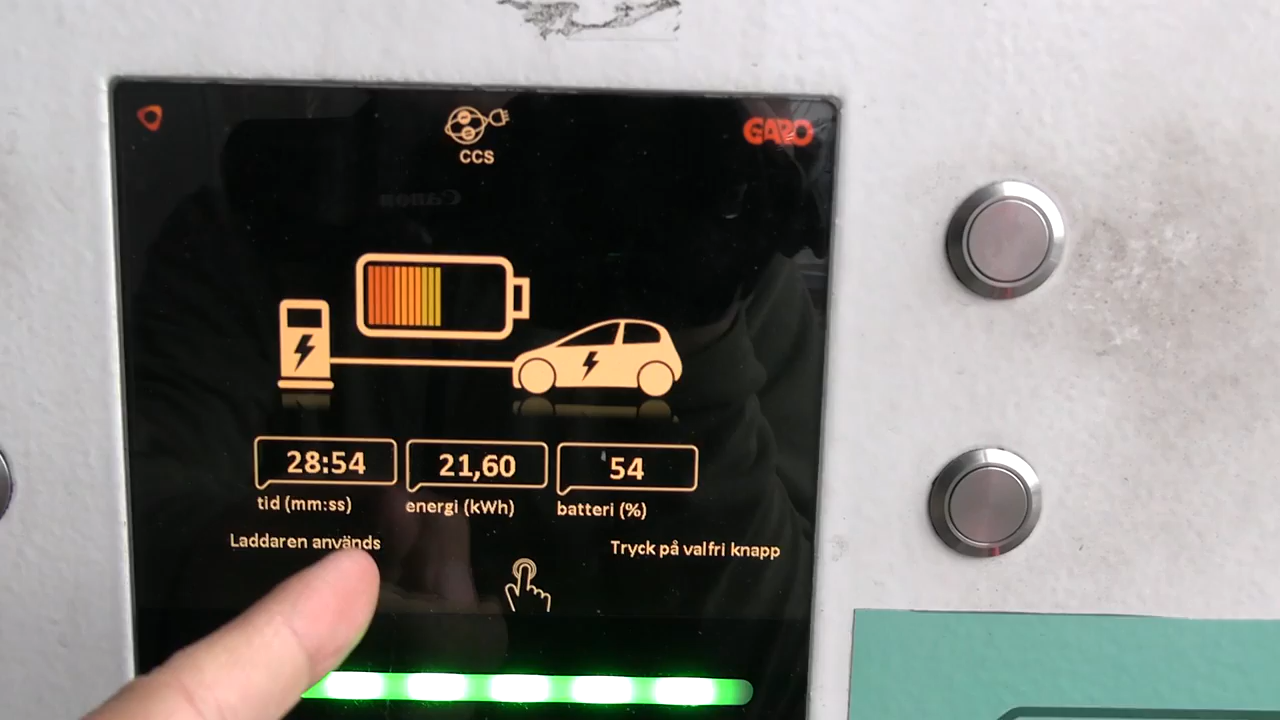 CCS
GARO
Canon
28:54
21,60
54
tid (mm:ss)
energi (kWh)
batteri (%)
Laddaren används
Tryck på valfri knapp